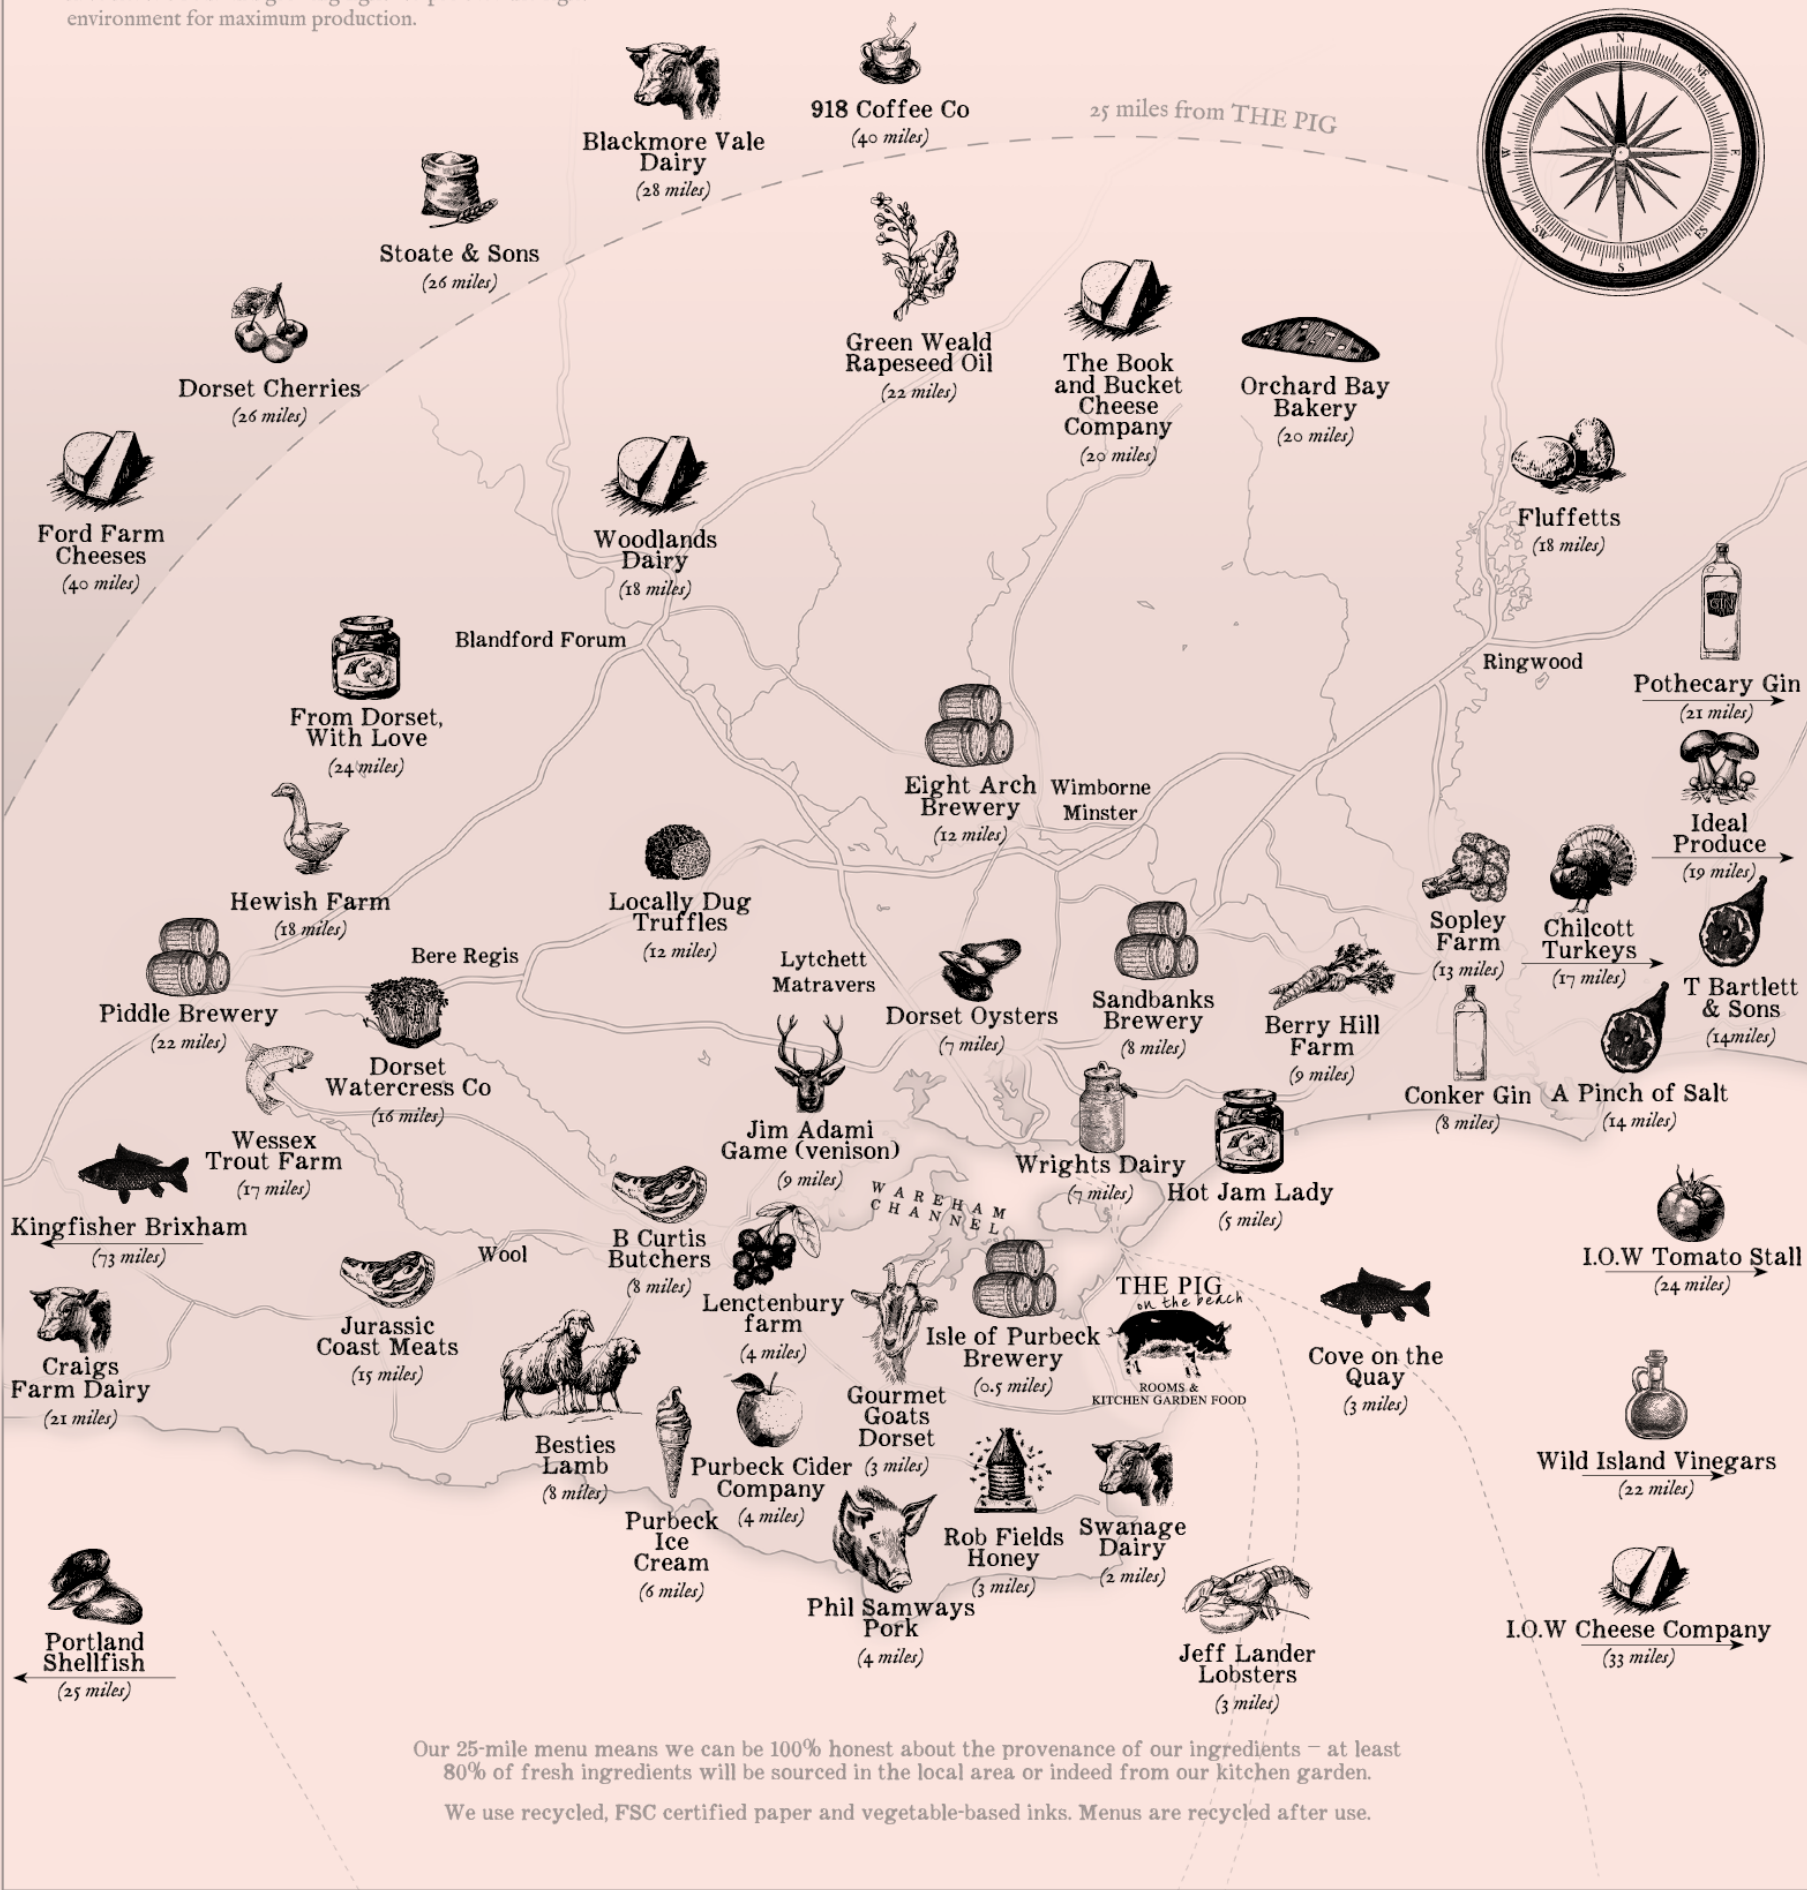 environment for maximum production.
918 Coffee Co
(40 miles)
25 miles from THE PIG
N
NE
E
ES
S
SW
W
NW
Blackmore Vale
Dairy
(28 miles)
Stoate & Sons
(26 miles)
Green Weald
Rapeseed Oil
(22 miles)
The Book
and Bucket
Cheese
Company
(20 miles)
Orchard Bay
Bakery
(20 miles)
Dorset Cherries
(26 miles)
Ford Farm
Cheeses
(40 miles)
Woodlands
Dairy
(18 miles)
Fluffetts
(18 miles)
Blandford Forum
Ringwood
GIN
Pothecary Gin
(21 miles)
From Dorset,
With Love
(24 miles)
Eight Arch
Brewery
(12 miles)
Wimborne
Minster
Ideal
Produce
(19 miles)
Hewish Farm
(18 miles)
Locally Dug
Truffles
(12 miles)
Sopley
Farm
(13 miles)
Chilcott
Turkeys
(17 miles)
Bere Regis
Lytchett
Matravers
T Bartlett
& Sons
(14miles)
Piddle Brewery
(22 miles)
Dorset Oysters
(7 miles)
Sandbanks
Brewery
(8 miles)
Berry Hill
Farm
(9 miles)
Dorset
Watercress Co
(16 miles)
Conker Gin
(8 miles)
A Pinch of Salt
(14 miles)
Wessex
Trout Farm
(17 miles)
Jim Adami
Game (venison)
(9 miles)
Wrights Dairy
(7 miles)
Hot Jam Lady
(5 miles)
WAREHAM
CHANNEL
Kingfisher Brixham
(73 miles)
Wool
B Curtis
Butchers
(8 miles)
I.O.W Tomato Stall
(24 miles)
THE PIG
on the beach
ROOMS &
KITCHEN GARDEN FOOD
Lenctenbury
farm
(4 miles)
Isle of Purbeck
Brewery
(0.5 miles)
Jurassic
Coast Meats
(15 miles)
Craigs
Farm Dairy
(21 miles)
Cove on the
Quay
(3 miles)
Gourmet
Goats
Dorset
(3 miles)
Besties
Lamb
(8 miles)
Purbeck Cider
Company
(4 miles)
Wild Island Vinegars
(22 miles)
Purbeck
Ice
Cream
(6 miles)
Rob Fields
Honey
(3 miles)
Swanage
Dairy
(2 miles)
Phil Samways
Pork
(4 miles)
Portland
Shellfish
(25 miles)
Jeff Lander
Lobsters
(3 miles)
I.O.W Cheese Company
(33 miles)
Our 25-mile menu means we can be 100% honest about the provenance of our ingredients – at least
80% of fresh ingredients will be sourced in the local area or indeed from our kitchen garden.
We use recycled, FSC certified paper and vegetable-based inks. Menus are recycled after use.